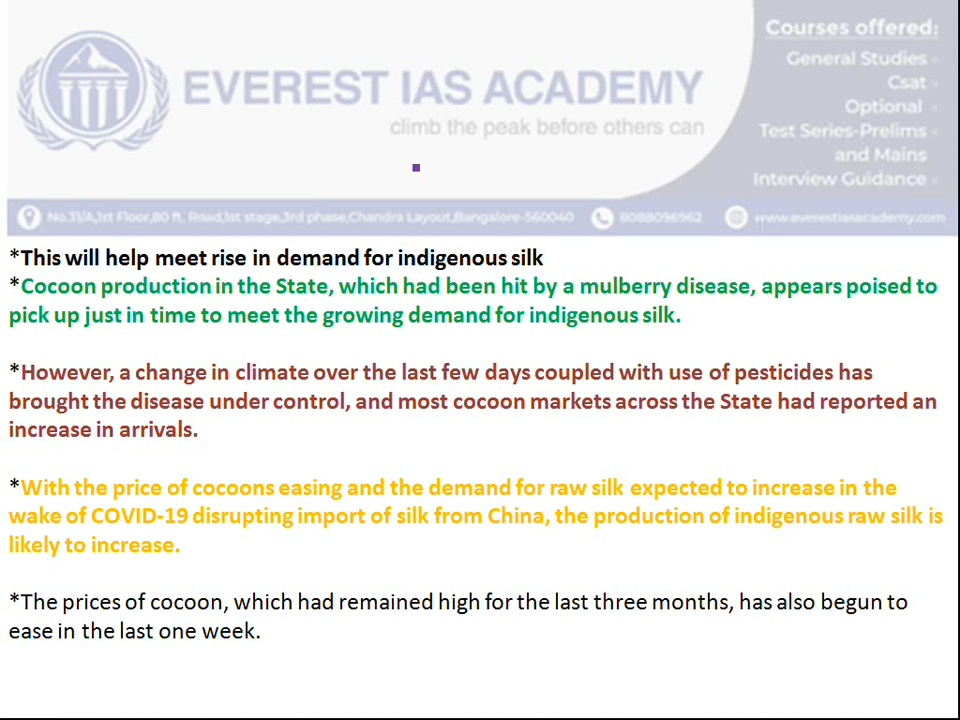 Courses offered:
General Studies
Csat
Optional
Test Series-Prelims
and Mains
Interview Guidance
EVEREST IAS ACADEMY
climb the peak before others can
No.31/A,1st Floor,80 ft. Road,1st stage,3rd phase,Chandra Layout,Bangalore-560040
8088096962
www.everestiasacademy.com
*This will help meet rise in demand for indigenous silk
*Cocoon production in the State, which had been hit by a mulberry disease, appears poised to
pick up just in time to meet the growing demand for indigenous silk.
*However, a change in climate over the last few days coupled with use of pesticides has
brought the disease under control, and most cocoon markets across the State had reported an
increase in arrivals.
*With the price of cocoons easing and the demand for raw silk expected to increase in the
wake of COVID-19 disrupting import of silk from China, the production of indigenous raw silk is
likely to increase.
*The prices of cocoon, which had remained high for the last three months, has also begun to
ease in the last one week.